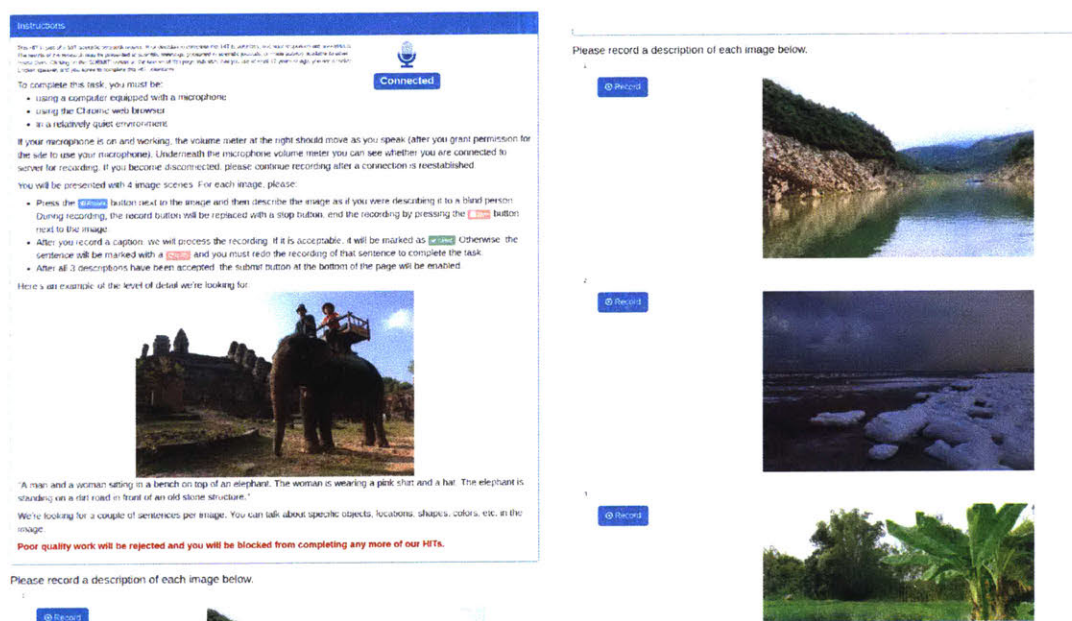 Instructions
Connected
To complete this task, you must be:
• using a computer equipped with a microphone
• using the Chrome web browser
• in a relatively quiet environment
If your microphone is on and working, the volume meter at the right should move as you speak (after you grant permission for
the site to use your microphone). Underneath the microphone volume meter you can see whether you are connected to
server for recording. If you become disconnected, please continue recording after a connection is reestablished
You will be presented with 4 image scenes. For each image, please:
• Press the Record button next to the image and then describe the image as if you were describing it to a blind person
During recording, the record button will be replaced with a stop button, end the recording by pressing the button
next to the image
• After you record a caption, we will process the recording. If it is acceptable, it will be marked as Otherwise, the
sentence will be marked with a and you must redo the recording of that sentence to complete the task
• After all 3 descriptions have been accepted, the submit button at the bottom of the page will be enabled
Here's an example of the level of detail we're looking for:
"A man and a woman sitting in a bench on top of an elephant. The woman is wearing a pink shirt and a hat. The elephant is
standing on a dirt road in front of an old stone structure."
We're looking for a couple of sentences per image. You can talk about specific objects, locations, shapes, colors, etc. in the
image.
Poor quality work will be rejected and you will be blocked from completing any more of our HITs.
Please record a description of each image below.
Record
Please record a description of each image below.
1
Record
2
Record
3
Record